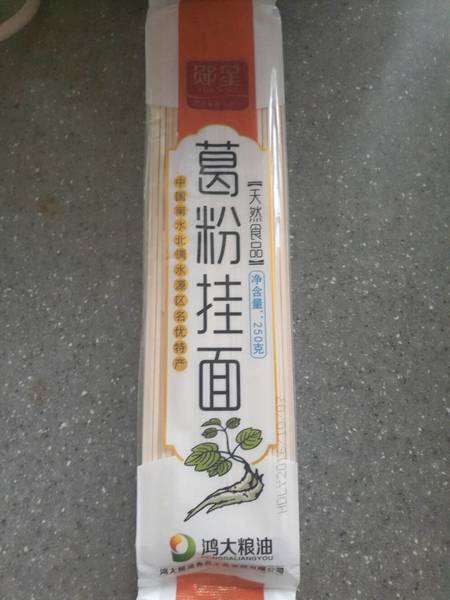 郧星
葛粉挂面
【天然食品】
净含量:250克
中国南水北调水源区名优特产
鸿大粮油
HONGDALIANGYOU